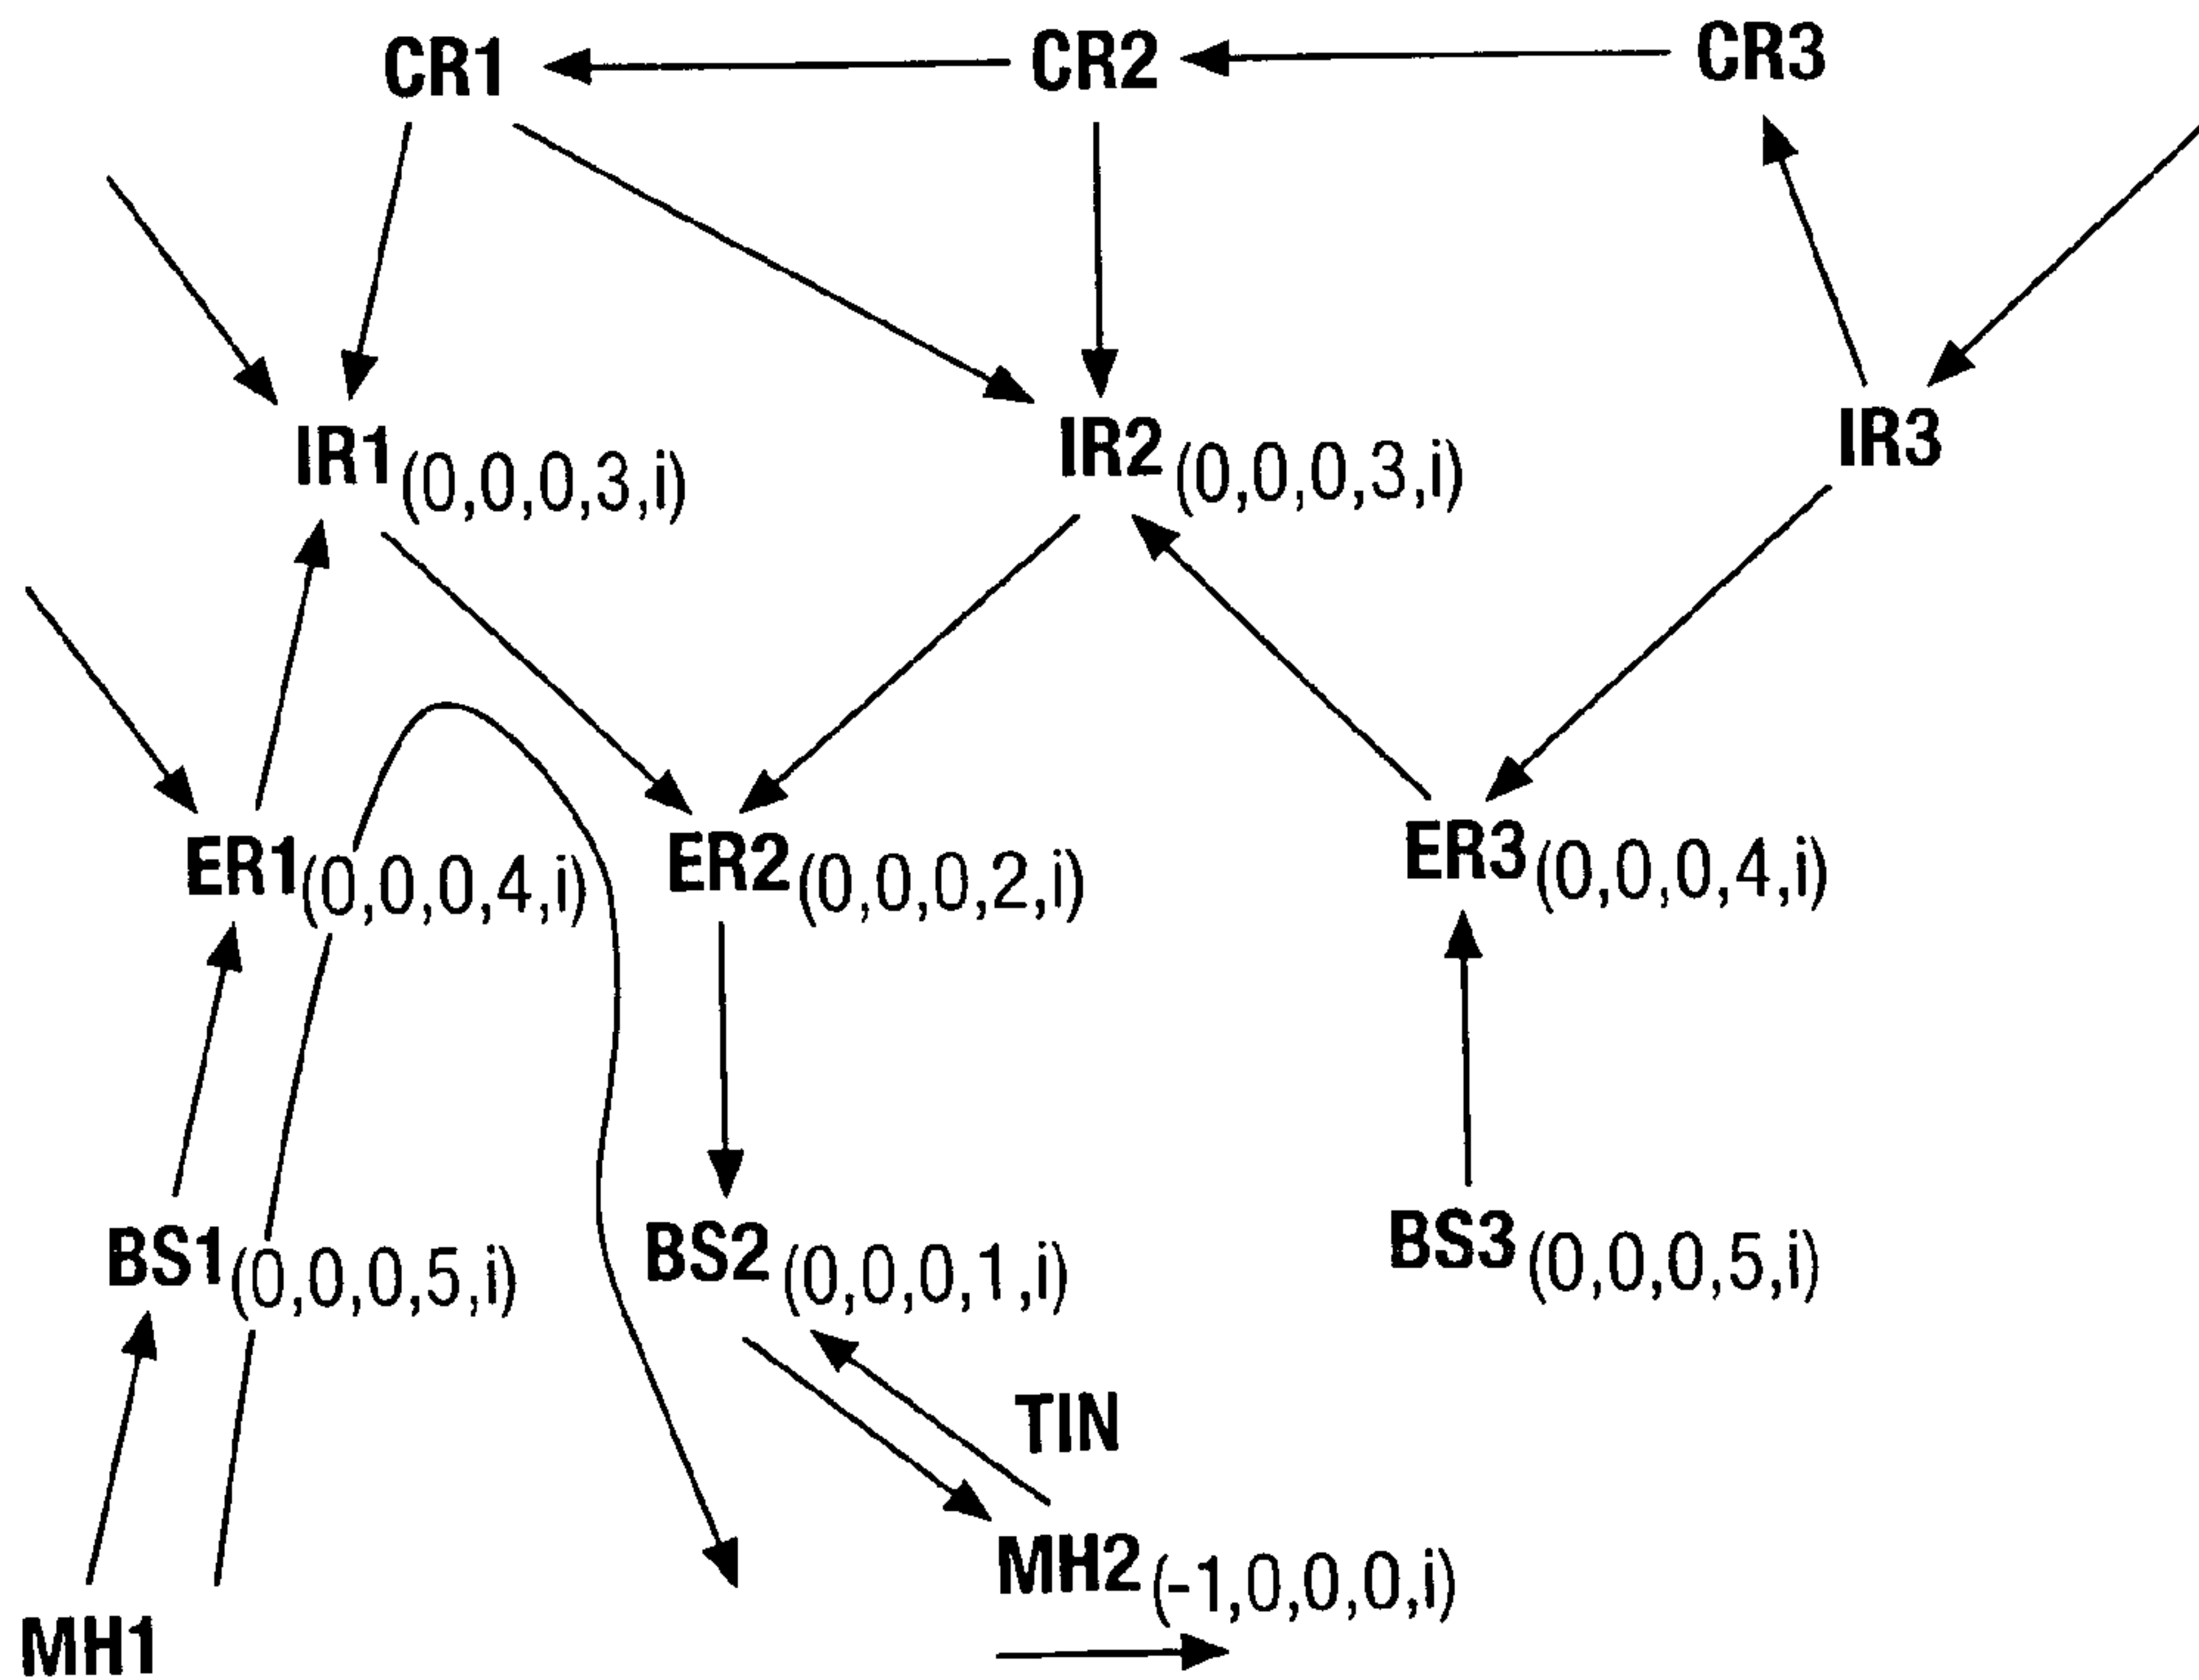 CR1 CR2 CR3
IR1(0,0,0,3,i) IR2(0,0,0,3,i) IR3
ER1(0,0,0,4,i) ER2(0,0,0,2,i) ER3(0,0,0,4,i)
BS1(0,0,0,5,i) BS2(0,0,0,1,i) BS3(0,0,0,5,i)
TIN
MH2(-1,0,0,0,i)
MH1